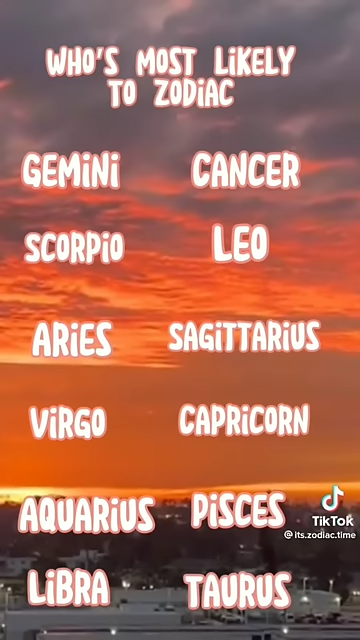 WHO'S MOST LiKELY
TO ZODiAC
GEMiNi CANCER
SCORPiO LEO
ARiES SAGiTTARiUS
ViRGO CAPRiCORN
AQUARiUS PiSCES
TikTok
@its.zodiac.time
LiBRA TAURUS